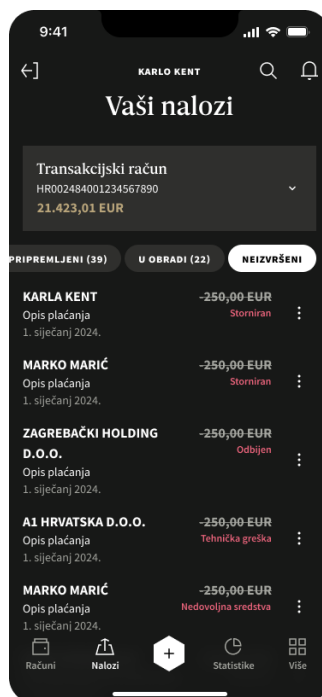 9:41
KARLO KENT
Vaši nalozi
Transakcijski račun
HR002484001234567890
21.423,01 EUR
PRIPREMLJENI (39)
U OBRADI (22)
NEIZVRŠENI
KARLA KENT
-250,00 EUR
Opis plaćanja
Storniran
1. siječanj 2024.
MARKO MARIĆ
-250,00 EUR
Opis plaćanja
Storniran
1. siječanj 2024.
ZAGREBAČKI HOLDING
-250,00 EUR
D.O.O.
Odbijen
Opis plaćanja
1. siječanj 2024.
A1 HRVATSKA D.O.O.
-250,00 EUR
Opis plaćanja
Tehnička greška
1. siječanj 2024.
MARKO MARIĆ
-250,00 EUR
Opis plaćanja
Nedovoljna sredstva
1. siječanj 2024.
Računi
Nalozi
Statistike
Više